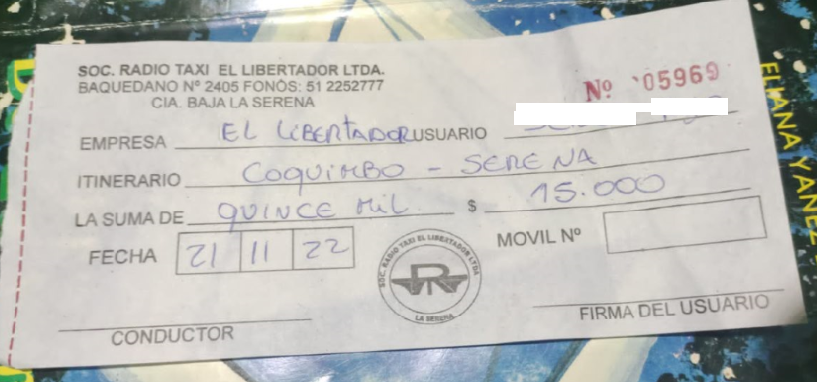 SOC. RADIO TAXI EL LIBERTADOR LTDA.
BAQUEDANO Nº 2405 FONOS: 51 2252777
CIA. BAJA LA SERENA
Nº 05969
EMPRESA EL LIBERTADOR USUARIO
ITINERARIO COQUIMBO - SERENA
LA SUMA DE QUINCE MIL $ 15.000
FECHA 21 11 22 MOVIL Nº
SOC. RADIO TAXI EL LIBERTADOR LTDA
R
LA SERENA
CONDUCTOR
FIRMA DEL USUARIO
ELIANA YANEZ